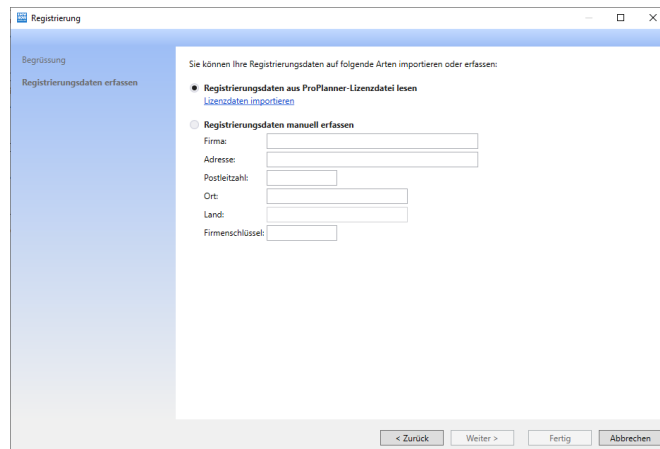 Registrierung
Begrüssung
Registrierungsdaten erfassen
Sie können Ihre Registrierungsdaten auf folgende Arten importieren oder erfassen:
Registrierungsdaten aus ProPlanner-Lizenzdatei lesen
Lizenzdaten importieren
Registrierungsdaten manuell erfassen
Firma:
Adresse:
Postleitzahl:
Ort:
Land:
Firmenschlüssel:
< Zurück Weiter > Fertig Abbrechen